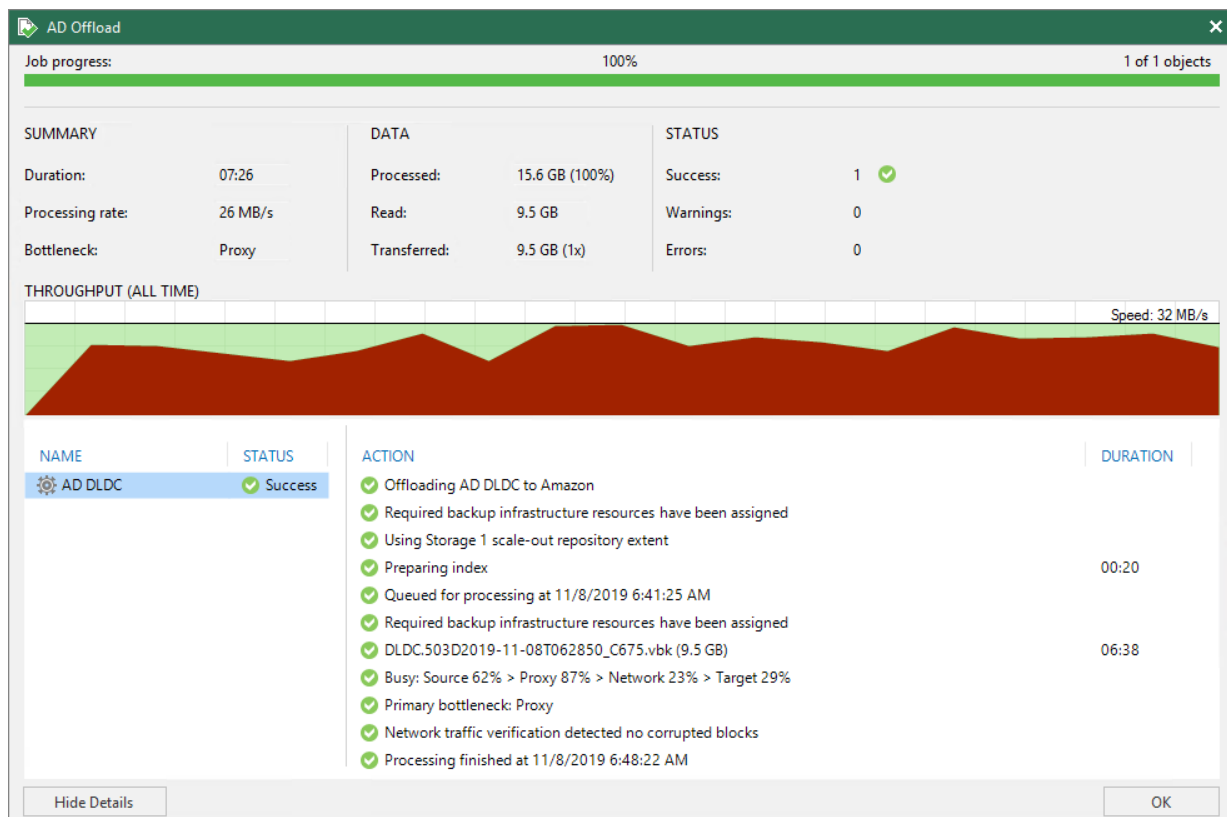 AD Offload
Job progress: 100% 1 of 1 objects
SUMMARY DATA STATUS
Duration: 07:26 Processed: 15.6 GB (100%) Success: 1
Processing rate: 26 MB/s Read: 9.5 GB Warnings: 0
Bottleneck: Proxy Transferred: 9.5 GB (1x) Errors: 0
THROUGHPUT (ALL TIME)
Speed: 32 MB/s
NAME STATUS ACTION DURATION
AD DLDC Success Offloading AD DLDC to Amazon
Required backup infrastructure resources have been assigned
Using Storage 1 scale-out repository extent
Preparing index 00:20
Queued for processing at 11/8/2019 6:41:25 AM
Required backup infrastructure resources have been assigned
DLDC.503D2019-11-08T062850_C675.vbk (9.5 GB) 06:38
Busy: Source 62% > Proxy 87% > Network 23% > Target 29%
Primary bottleneck: Proxy
Network traffic verification detected no corrupted blocks
Processing finished at 11/8/2019 6:48:22 AM
Hide Details OK